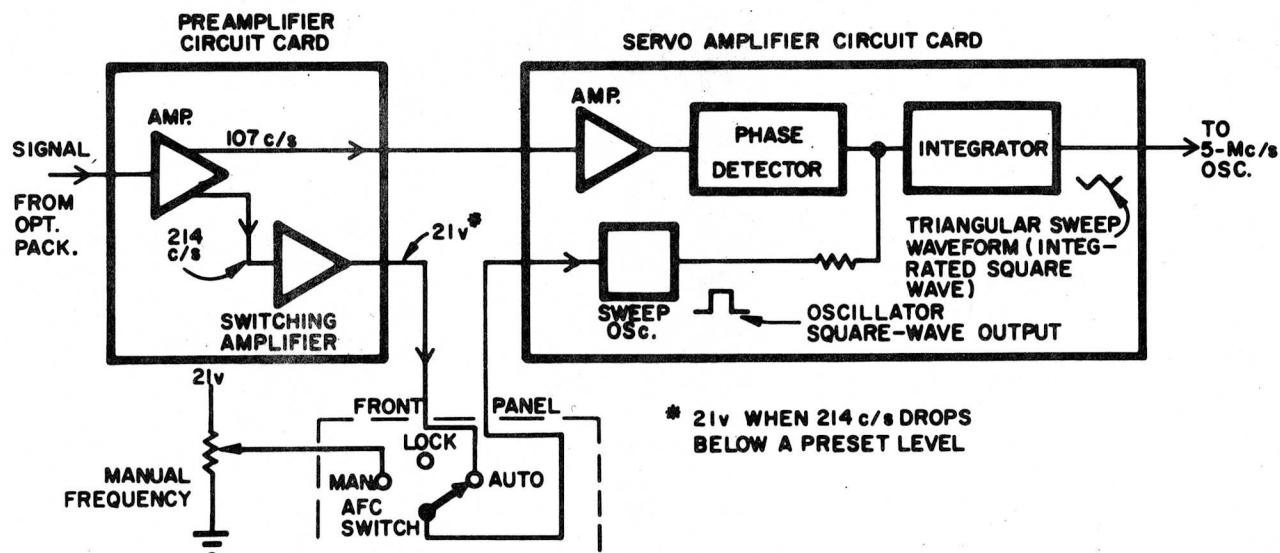 PREAMPLIFIER
CIRCUIT CARD
SERVO AMPLIFIER CIRCUIT CARD
AMP.
107 c/s
SIGNAL
FROM
OPT.
PACK.
214
c/s
SWITCHING
AMPLIFIER
21v*
AMP.
PHASE
DETECTOR
INTEGRATOR
TO
5-Mc/s
OSC.
TRIANGULAR SWEEP
WAVEFORM (INTEG-
RATED SQUARE
WAVE)
SWEEP
OSc.
OSCILLATOR
SQUARE-WAVE OUTPUT
21v
MANUAL
FREQUENCY
FRONT PANEL
LOCK
MAN
AUTO
AFC
SWITCH
* 21v WHEN 214 c/s DROPS
BELOW A PRESET LEVEL